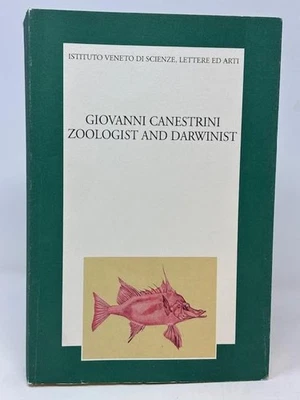 ISTITUTO VENETO DI SCIENZE, LETTERE ED ARTI
GIOVANNI CANESTRINI
ZOOLOGIST AND DARWINIST